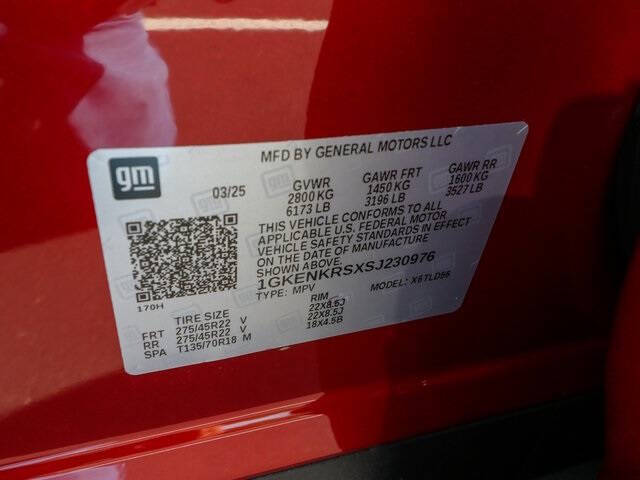 gm
MFD BY GENERAL MOTORS LLC
03/25
GVWR GAWR FRT GAWR RR
2800 KG 1450 KG 1600 KG
6173 LB 3196 LB 3527 LB
THIS VEHICLE CONFORMS TO ALL
APPLICABLE U.S. FEDERAL MOTOR
VEHICLE SAFETY STANDARDS IN EFFECT
ON THE DATE OF MANUFACTURE
SHOWN ABOVE.
1GKENKRSXSJ230976
TYPE: MPV MODEL: X6TLD56
170H
TIRE SIZE RIM
FRT 275/45R22 V 22X8.5J
RR 275/45R22 V 22X8.5J
SPA T135/70R18 M 18X4.5B